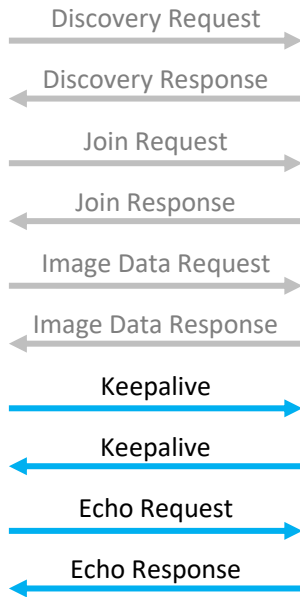 Discovery Request
Discovery Response
Join Request
Join Response
Image Data Request
Image Data Response
Keepalive
Keepalive
Echo Request
Echo Response